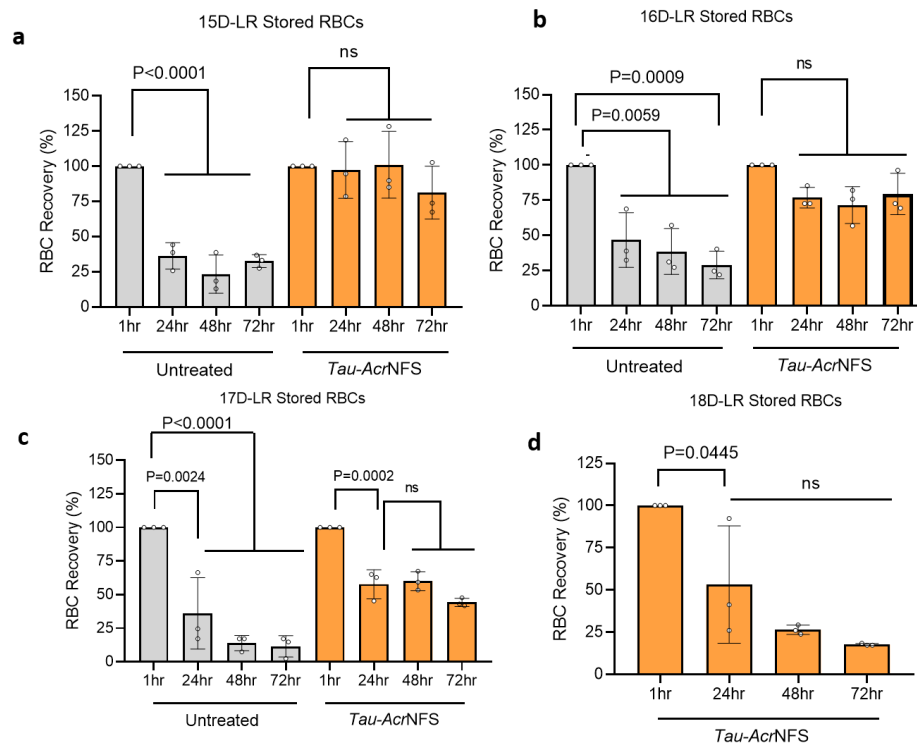 a
15D-LR Stored RBCs
P<0.0001
ns
RBC Recovery (%)
150
125
100
75
50
25
0
1hr 24hr 48hr 72hr 1hr 24hr 48hr 72hr
Untreated Tau-AcrNFS
b
16D-LR Stored RBCs
P=0.0009
P=0.0059
ns
RBC Recovery (%)
150
125
100
75
50
25
0
1hr 24hr 48hr 72hr 1hr 24hr 48hr 72hr
Untreated Tau-AcrNFS
c
17D-LR Stored RBCs
P<0.0001
P=0.0024
P=0.0002
ns
RBC Recovery (%)
150
125
100
75
50
25
0
1hr 24hr 48hr 72hr 1hr 24hr 48hr 72hr
Untreated Tau-AcrNFS
d
18D-LR Stored RBCs
P=0.0445
ns
RBC Recovery (%)
125
100
75
50
25
0
1hr 24hr 48hr 72hr
Tau-AcrNFS